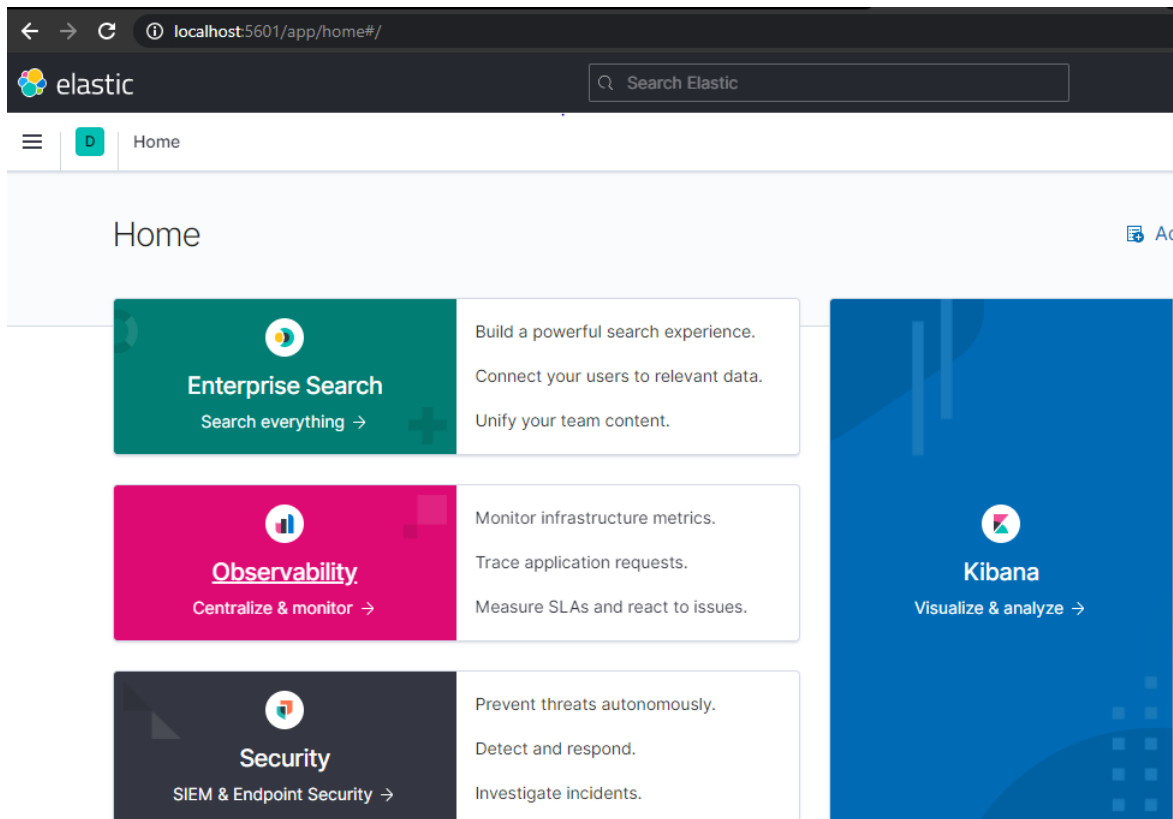 localhost:5601/app/home#/
elastic
Search Elastic
D
Home
Home
Enterprise Search
Search everything →
Build a powerful search experience.
Connect your users to relevant data.
Unify your team content.
Observability
Centralize & monitor →
Monitor infrastructure metrics.
Trace application requests.
Measure SLAs and react to issues.
Security
SIEM & Endpoint Security →
Prevent threats autonomously.
Detect and respond.
Investigate incidents.
Kibana
Visualize & analyze →